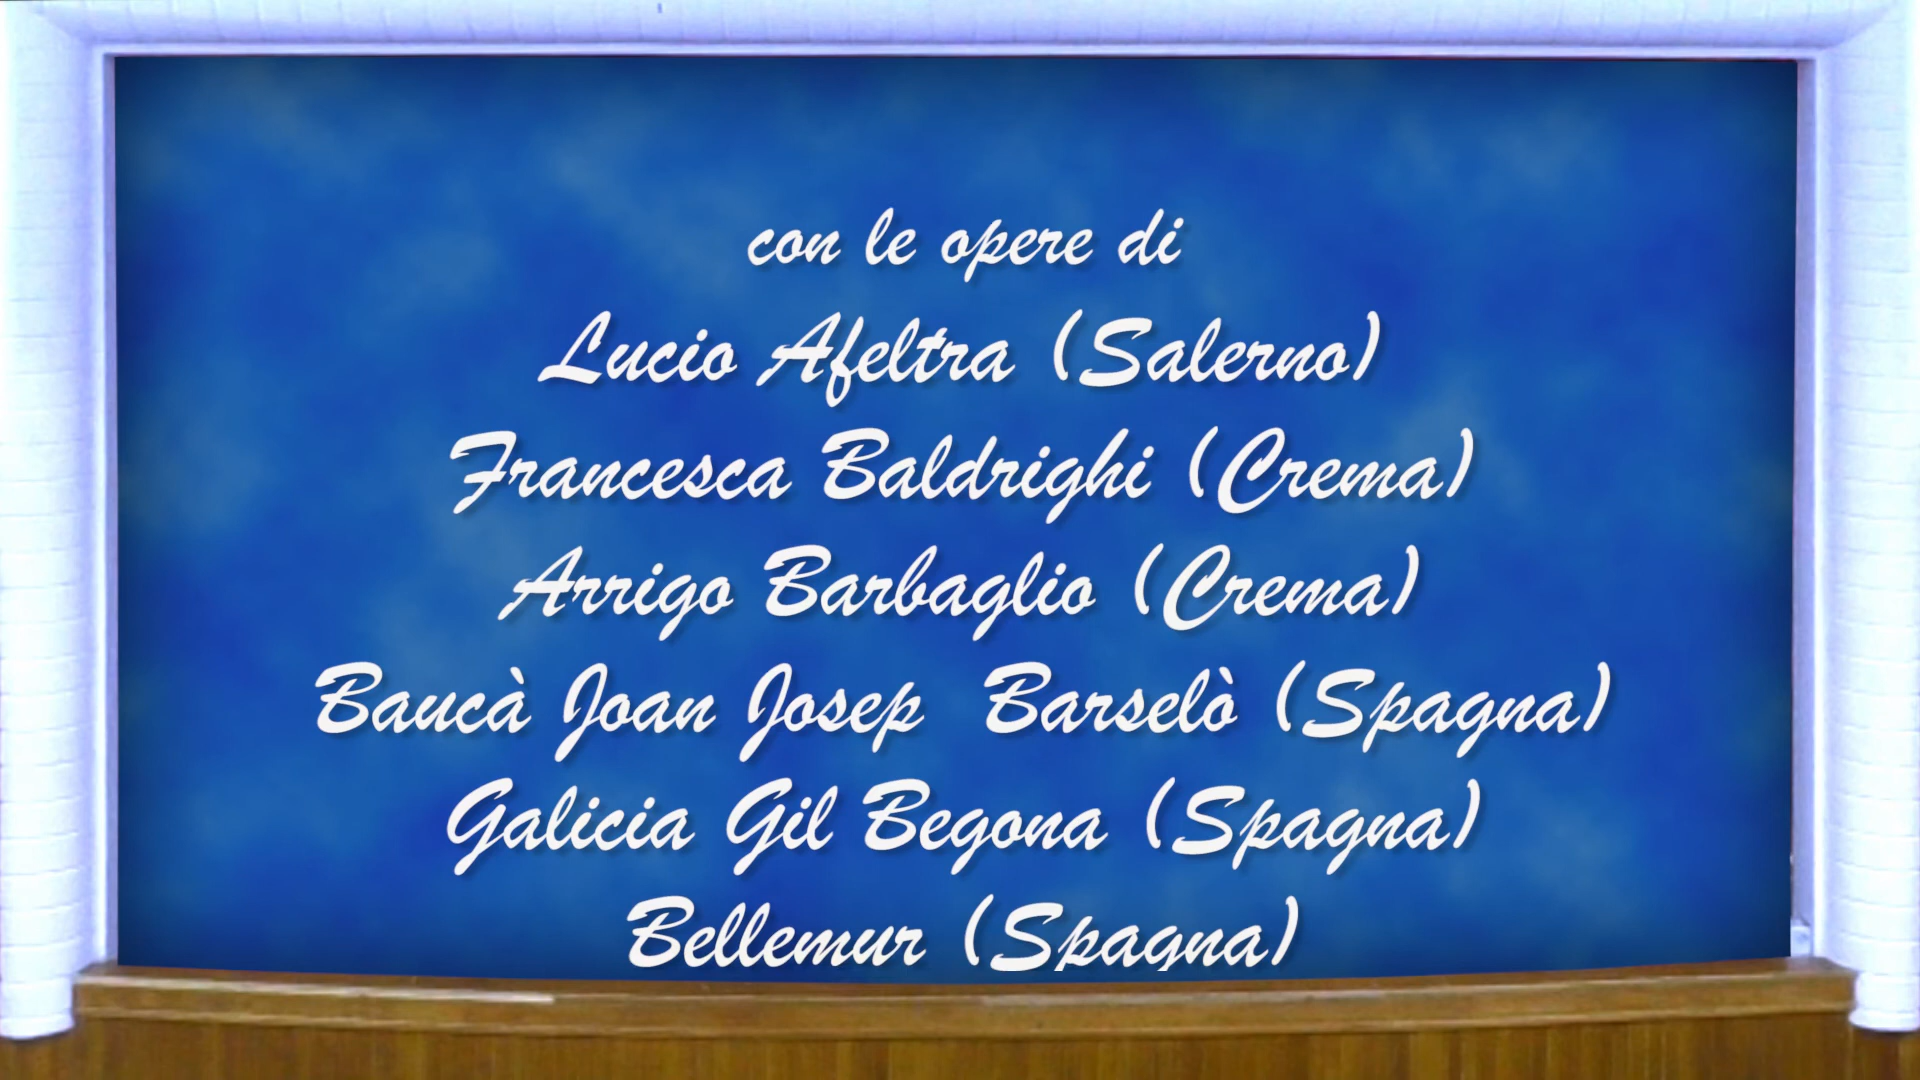 con le opere di
Lucio Afeltra (Salerno)
Francesca Baldrighi (Crema)
Arrigo Barbaglio (Crema)
Baucà Joan Josep Barselò (Spagna)
Galicia Gil Begona (Spagna)
Bellemur (Spagna)